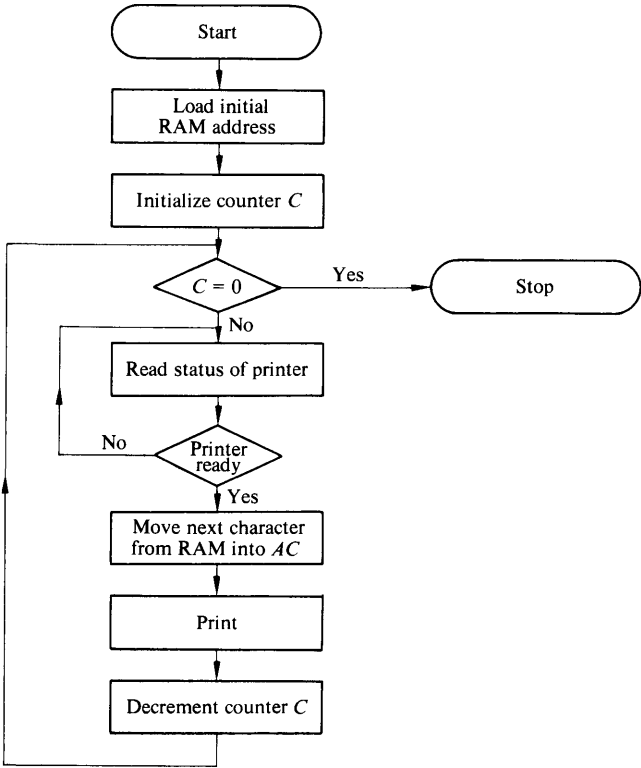 Start
Load initial
RAM address
Initialize counter C
C = 0
Yes
Stop
No
Read status of printer
No
Printer
ready
Yes
Move next character
from RAM into AC
Print
Decrement counter C